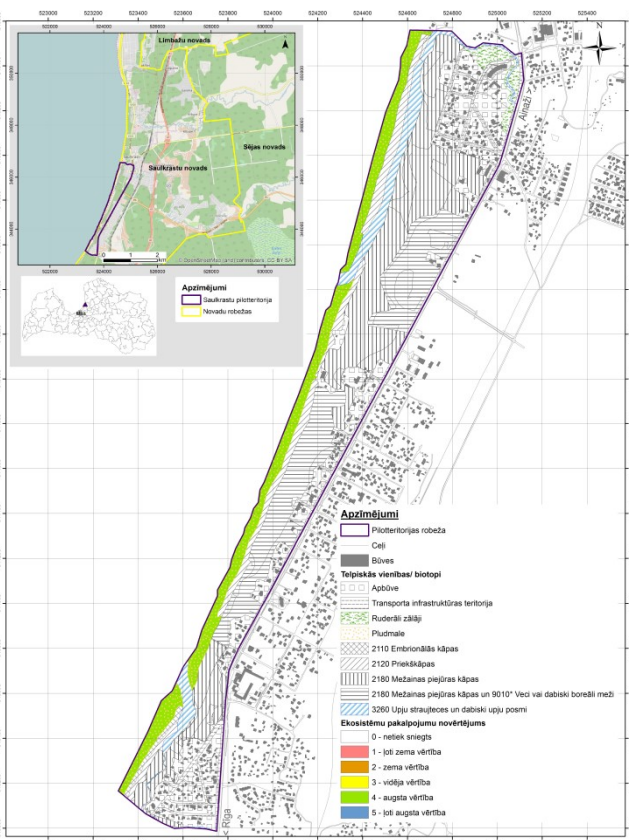 523000 523200 523400 523600 523800 524000 524200 524400 524600 524800 525000 525200 525400
Limbažu novads
Sējas novads
Saulkrastu novads
0 1 2
km
Apzīmējumi
Saulkrastu pilotteritorija
Novadu robežas
Ainaži
Rīga
Apzīmējumi
Pilotteritorijas robeža
Ceļi
Būves
Telpiskās vienības/ biotopi
Apbūve
Transporta infrastruktūras teritorija
Ruderāli zālāji
Pludmale
2110 Embrionālās kāpas
2120 Priekškāpas
2180 Mežainas piejūras kāpas
2180 Mežainas piejūras kāpas un 9010* Veci vai dabiski boreāli meži
3260 Upju straujteces un dabiski upju posmi
Ekosistēmu pakalpojumu novērtējums
0 - netiek sniegts
1 - ļoti zema vērtība
2 - zema vērtība
3 - vidēja vērtība
4 - augsta vērtība
5 - ļoti augsta vērtība